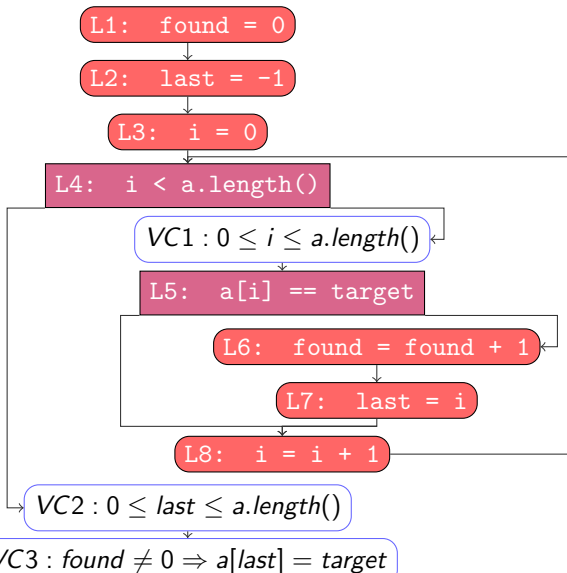 L1: found = 0
L2: last = -1
L3: i = 0
L4: i < a.length()
VC1 : 0 ≤ i ≤ a.length()
L5: a[i] == target
L6: found = found + 1
L7: last = i
L8: i = i + 1
VC2 : 0 ≤ last ≤ a.length()
VC3 : found ≠ 0 ⇒ a[last] = target